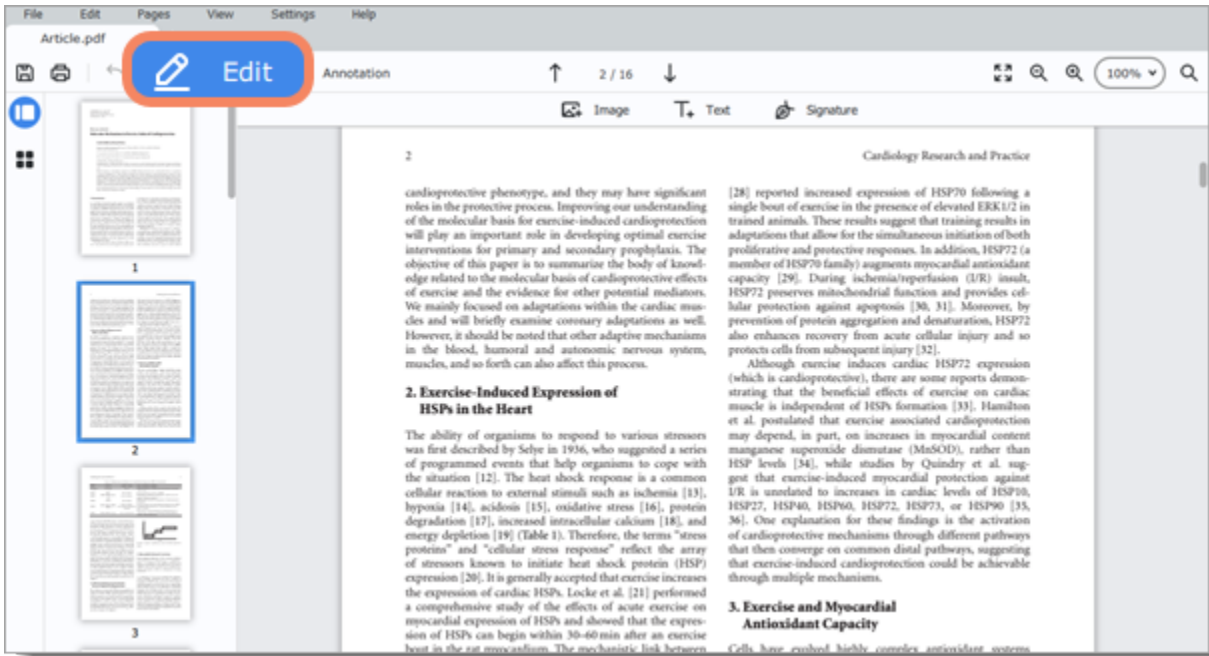 File Edit Pages View Settings Help
Article.pdf
Edit
Annotation
2 / 16
100%
Image Text Signature
1
2
3
2
Cardiology Research and Practice
cardioprotective phenotype, and they may have significant
roles in the protective process. Improving our understanding
of the molecular basis for exercise-induced cardioprotection
will play an important role in developing optimal exercise
interventions for primary and secondary prophylaxis. The
objective of this paper is to summarize the body of knowl-
edge related to the molecular basis of cardioprotective effects
of exercise and the evidence for other potential mediators.
We mainly focused on adaptations within the cardiac mus-
cles and will briefly examine coronary adaptations as well.
However, it should be noted that other adaptive mechanisms
in the blood, humoral and autonomic nervous system,
muscles, and so forth can also affect this process.
2. Exercise-Induced Expression of
HSPs in the Heart
The ability of organisms to respond to various stressors
was first described by Selye in 1936, who suggested a series
of programmed events that help organisms to cope with
the situation [12]. The heat shock response is a common
cellular reaction to external stimuli such as ischemia [13],
hypoxia [14], acidosis [15], oxidative stress [16], protein
degradation [17], increased intracellular calcium [18], and
energy depletion [19] (Table 1). Therefore, the terms “stress
proteins” and “cellular stress response” reflect the array
of stressors known to initiate heat shock protein (HSP)
expression [20]. It is generally accepted that exercise increases
the expression of cardiac HSPs. Locke et al. [21] performed
a comprehensive study of the effects of acute exercise on
myocardial expression of HSPs and showed that the expres-
sion of HSPs can begin within 30–60 min after an exercise
bout in the rat myocardium. The mechanistic link between
[28] reported increased expression of HSP70 following a
single bout of exercise in the presence of elevated ERK1/2 in
trained animals. These results suggest that training results in
adaptations that allow for the simultaneous initiation of both
proliferative and protective responses. In addition, HSP72 (a
member of HSP70 family) augments myocardial antioxidant
capacity [29]. During ischemia/reperfusion (I/R) insult,
HSP72 preserves mitochondrial function and provides cel-
lular protection against apoptosis [30, 31]. Moreover, by
prevention of protein aggregation and denaturation, HSP72
also enhances recovery from acute cellular injury and so
protects cells from subsequent injury [32].
Although exercise induces cardiac HSP72 expression
(which is cardioprotective), there are some reports demon-
strating that the beneficial effects of exercise on cardiac
muscle is independent of HSPs formation [33]. Hamilton
et al. postulated that exercise associated cardioprotection
may depend, in part, on increases in myocardial content
manganese superoxide dismutase (MnSOD), rather than
HSP levels [34], while studies by Quindry et al. sug-
gest that exercise-induced myocardial protection against
I/R is unrelated to increases in cardiac levels of HSP10,
HSP27, HSP40, HSP60, HSP72, HSP73, or HSP90 [35,
36]. One explanation for these findings is the activation
of cardioprotective mechanisms through different pathways
that then converge on common distal pathways, suggesting
that exercise-induced cardioprotection could be achievable
through multiple mechanisms.
3. Exercise and Myocardial
Antioxidant Capacity
Cells have evolved highly complex antioxidant systems